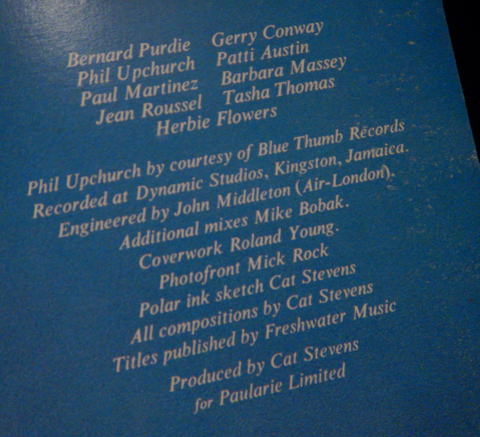 Bernard Purdie Gerry Conway
Phil Upchurch Patti Austin
Paul Martinez Barbara Massey
Jean Roussel Tasha Thomas
Herbie Flowers
Phil Upchurch by courtesy of Blue Thumb Records
Recorded at Dynamic Studios, Kingston, Jamaica.
Engineered by John Middleton (Air-London).
Additional mixes Mike Bobak.
Coverwork Roland Young.
Photofront Mick Rock
Polar ink sketch Cat Stevens
All compositions by Cat Stevens
Titles published by Freshwater Music
Produced by Cat Stevens
for Paularie Limited